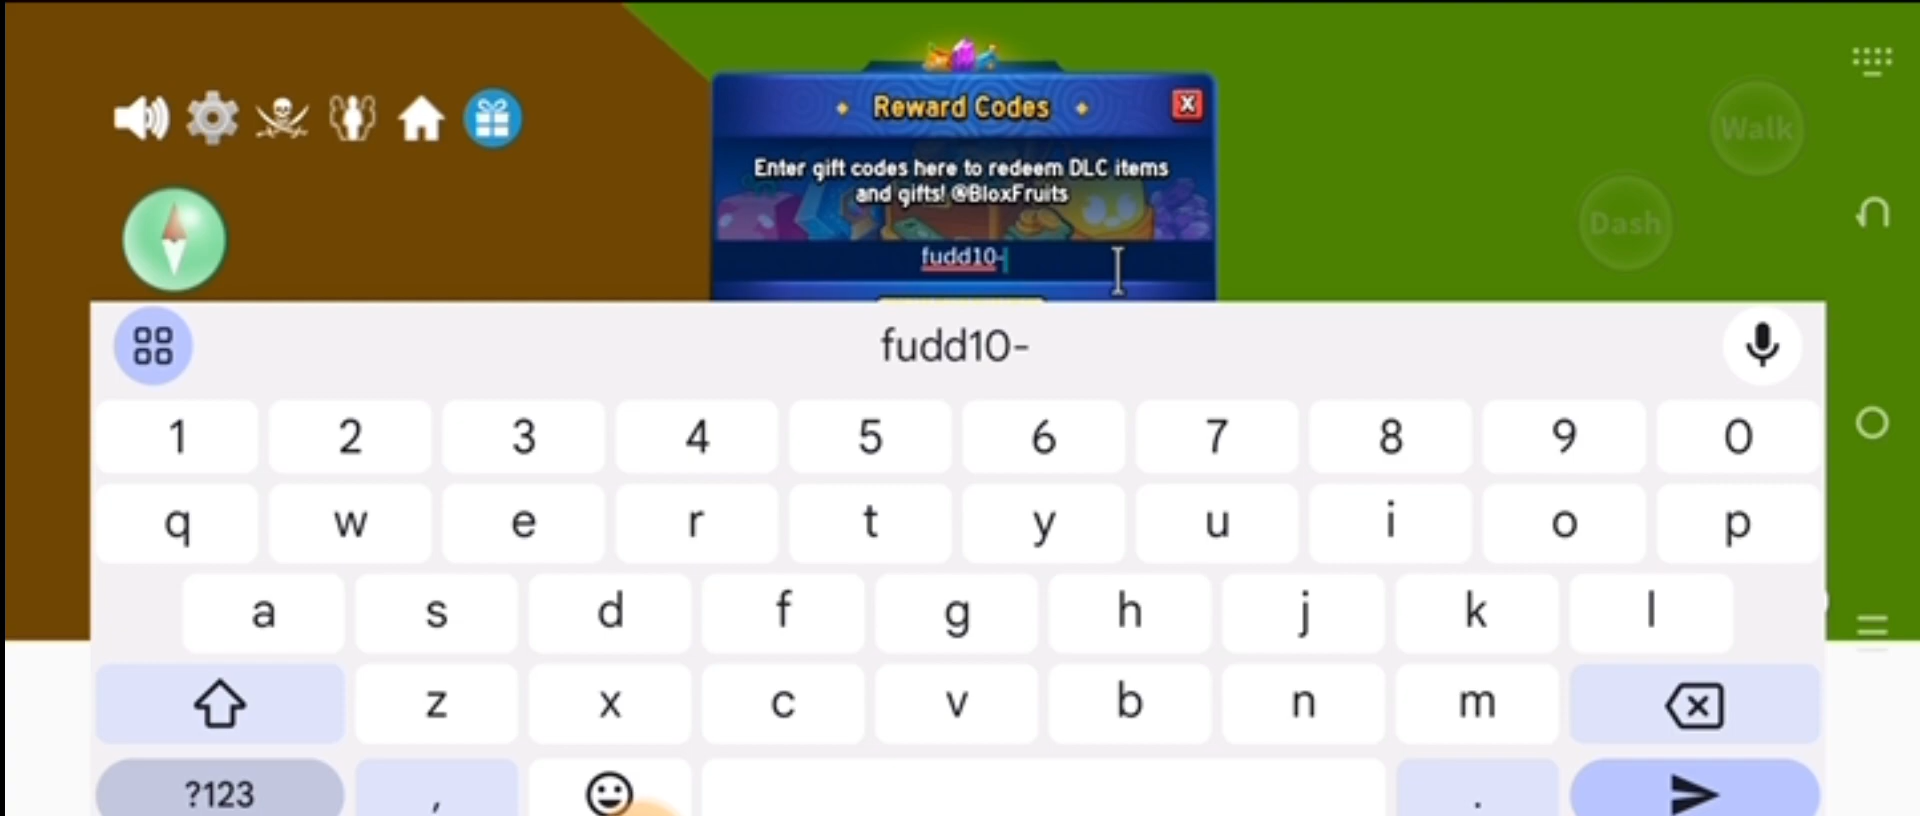 Reward Codes
X
Enter gift codes here to redeem DLC items
and gifts! @BloxFruits
fudd10-
Walk
Dash
fudd10-
1 2 3 4 5 6 7 8 9 0
q w e r t y u i o p
a s d f g h j k l
z x c v b n m
?123 , .